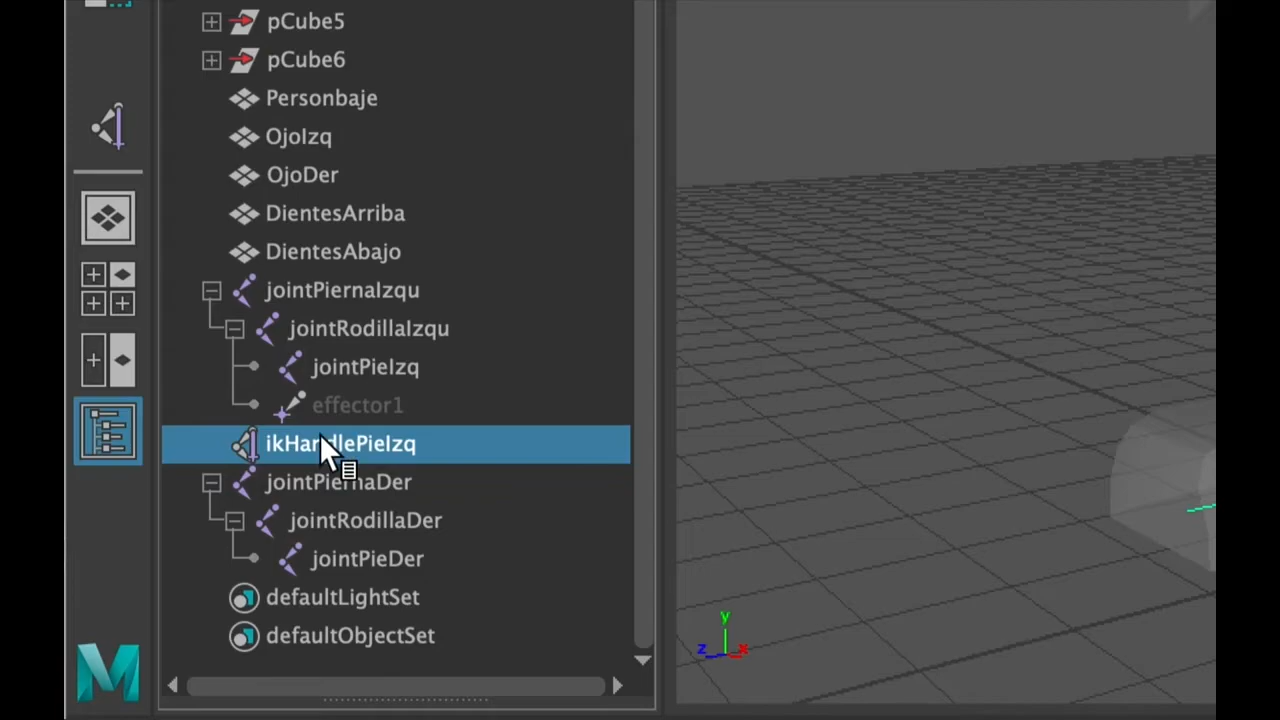 pCube5
pCube6
Personbaje
OjoIzq
OjoDer
DientesArriba
DientesAbajo
jointPiernaIzqu
jointRodillaIzqu
jointPieIzq
effector1
ikHandlePieIzq
jointPiernaDer
jointRodillaDer
jointPieDer
defaultLightSet
defaultObjectSet
y
z
x
M